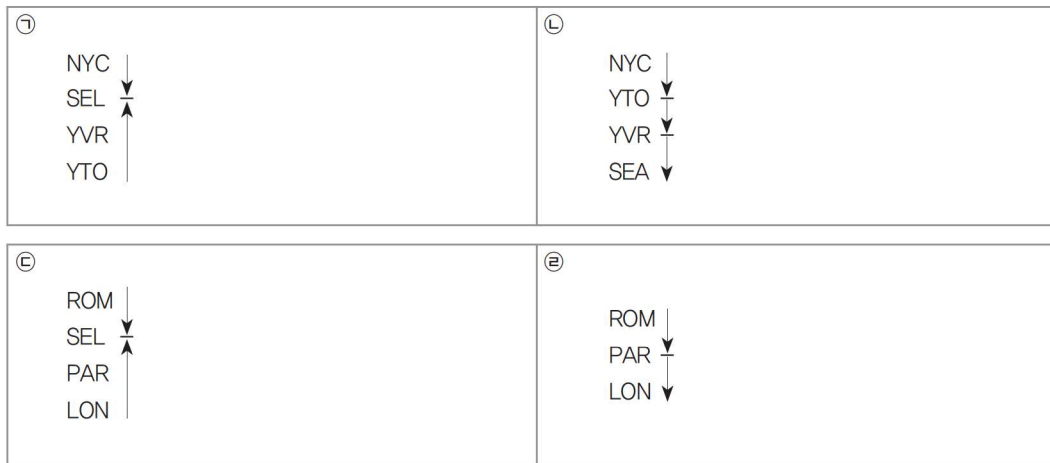 ㉠
NYC
SEL
YVR
YTO
㉡
NYC
YTO
YVR
SEA
㉢
ROM
SEL
PAR
LON
㉣
ROM
PAR
LON